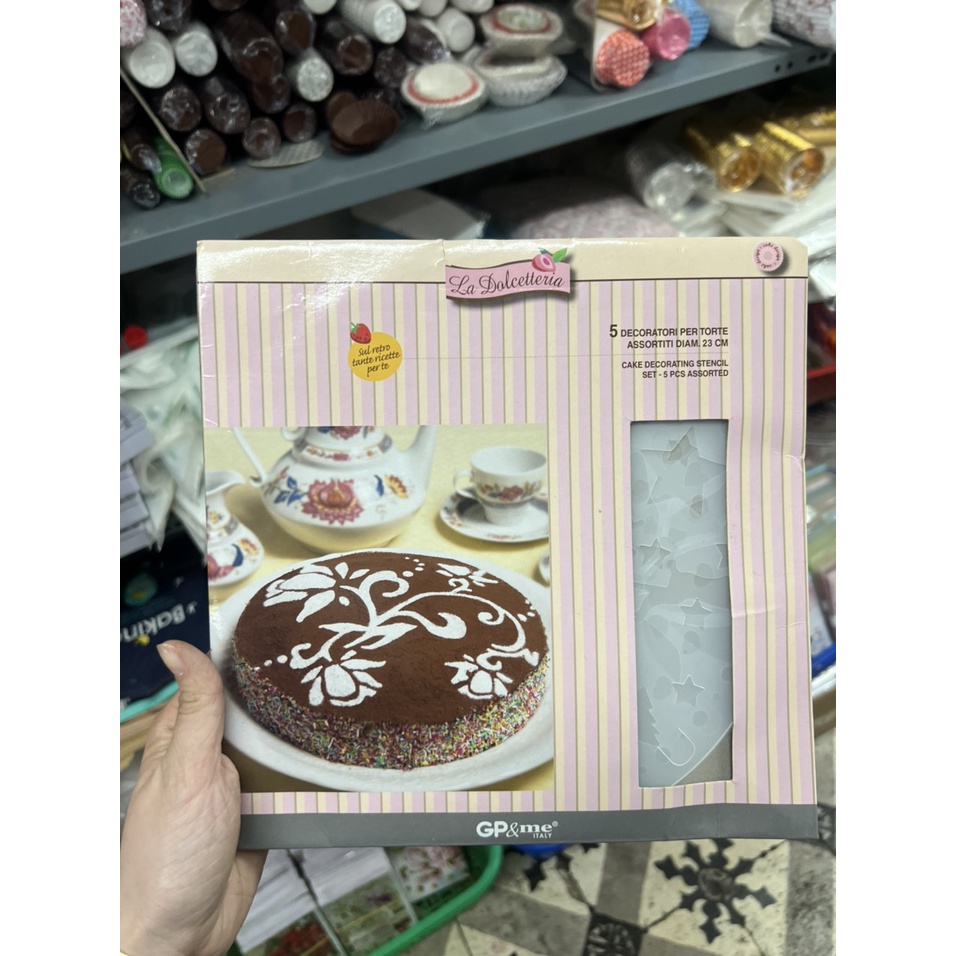 La Dolcetteria
5 DECORATORI PER TORTE
ASSORTITI DIAM. 23 CM
CAKE DECORATING STENCIL
SET - 5 PCS ASSORTED
Sul retro
tante ricette
per te
Bakin
GP&me®
ITALY